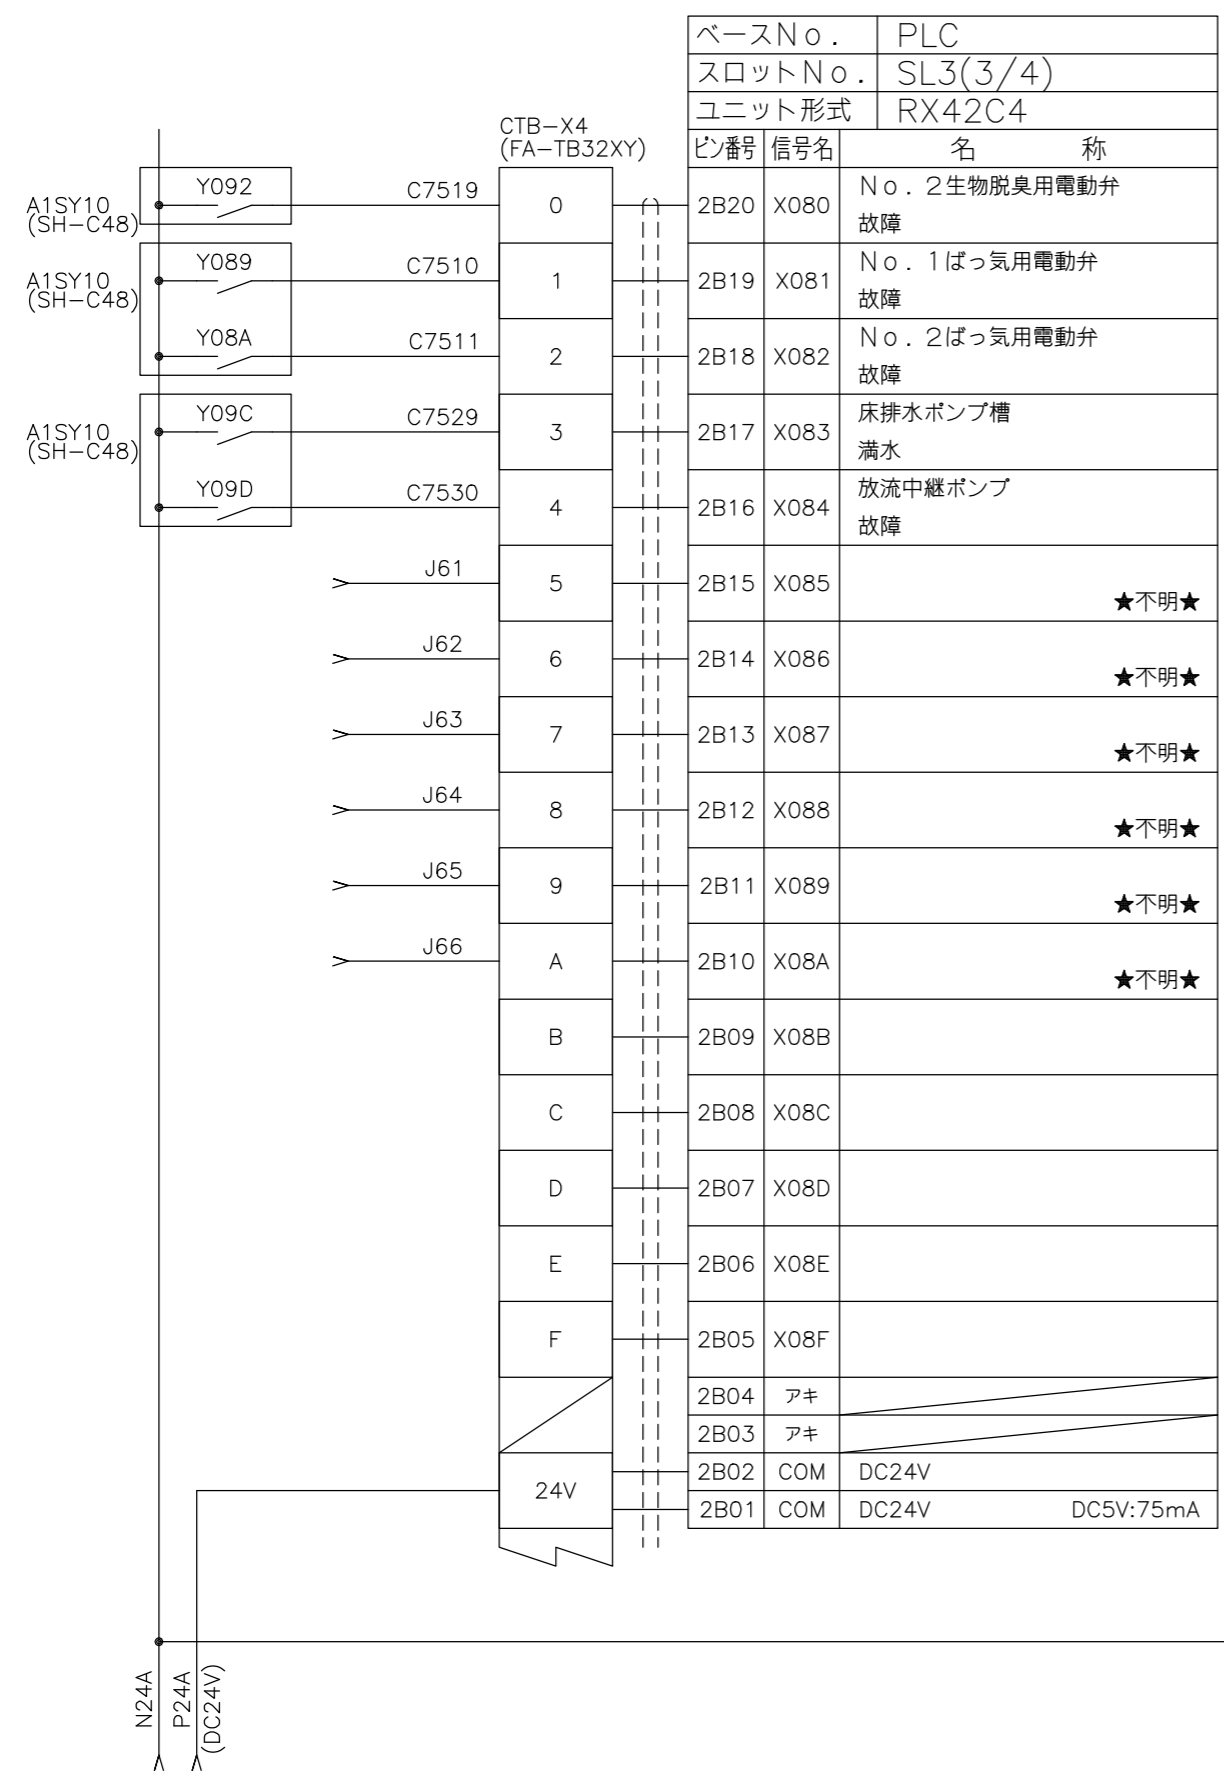 ベースNo. PLC
スロットNo. SL3(3/4)
ユニット形式 RX42C4
CTB-X4
(FA-TB32XY)
ピン番号 信号名 名 称
A1SY10
(SH-C48)
Y092 C7519 0 2B20 X080 No.2生物脱臭用電動弁
故障
A1SY10
(SH-C48)
Y089 C7510 1 2B19 X081 No.1ばっ気用電動弁
故障
Y08A C7511 2 2B18 X082 No.2ばっ気用電動弁
故障
A1SY10
(SH-C48)
Y09C C7529 3 2B17 X083 床排水ポンプ槽
満水
Y09D C7530 4 2B16 X084 放流中継ポンプ
故障
J61 5 2B15 X085 ★不明★
J62 6 2B14 X086 ★不明★
J63 7 2B13 X087 ★不明★
J64 8 2B12 X088 ★不明★
J65 9 2B11 X089 ★不明★
J66 A 2B10 X08A ★不明★
B 2B09 X08B
C 2B08 X08C
D 2B07 X08D
E 2B06 X08E
F 2B05 X08F
2B04 アキ
2B03 アキ
24V 2B02 COM DC24V
2B01 COM DC24V DC5V:75mA
N24A
P24A
(DC24V)